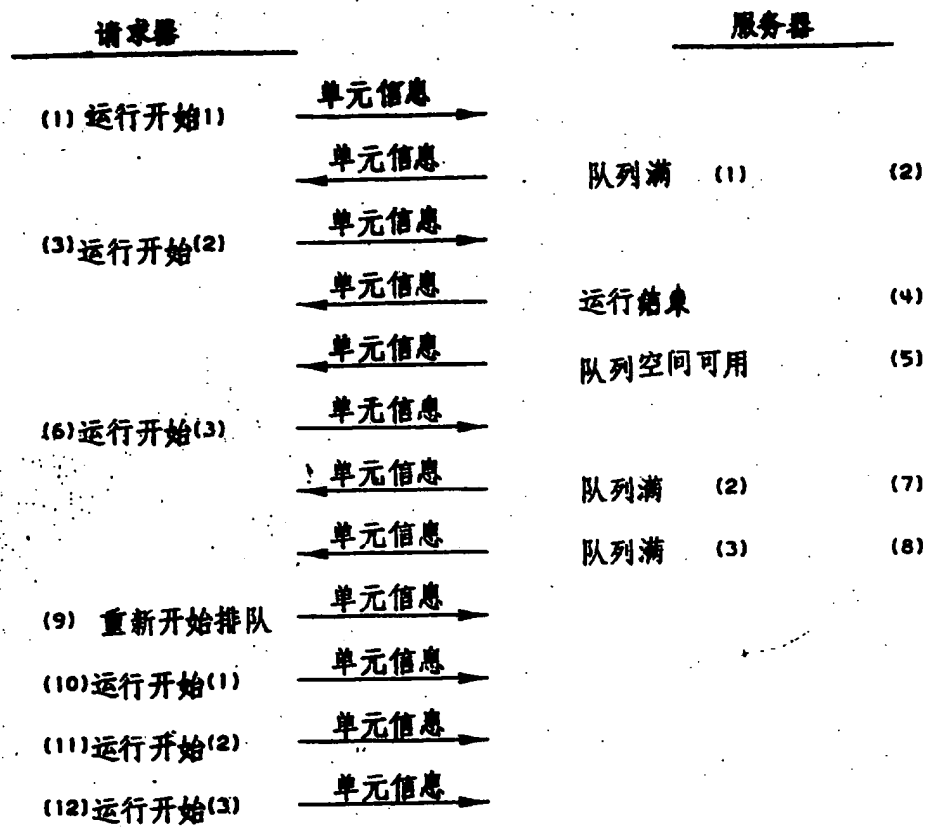 请求器 服务器
(1) 运行开始1) 单元信息
单元信息 队列满 (1) (2)
(3)运行开始(2) 单元信息
单元信息 运行结束 (4)
单元信息 队列空间可用 (5)
(6)运行开始(3) 单元信息
单元信息 队列满 (2) (7)
单元信息 队列满 (3) (8)
(9) 重新开始排队 单元信息
(10)运行开始(1) 单元信息
(11)运行开始(2) 单元信息
(12)运行开始(3) 单元信息